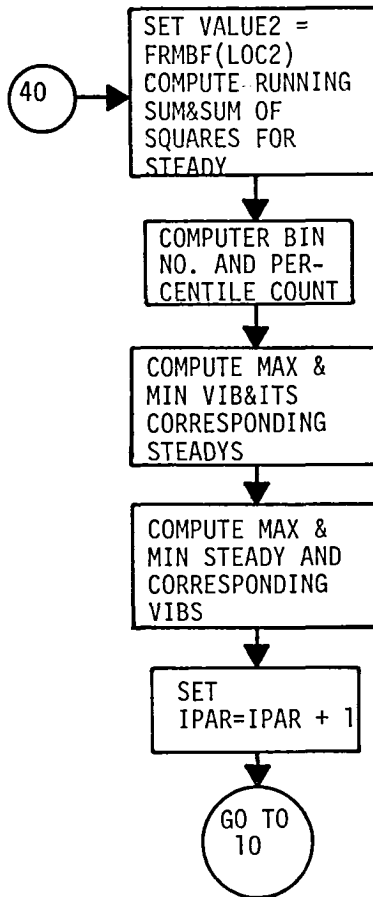 40
SET VALUE2 =
FRMBF(LOC2)
COMPUTE RUNNING
SUM&SUM OF
SQUARES FOR
STEADY
COMPUTER BIN
NO. AND PER-
CENTILE COUNT
COMPUTE MAX &
MIN VIB&ITS
CORRESPONDING
STEADYS
COMPUTE MAX &
MIN STEADY AND
CORRESPONDING
VIBS
SET
IPAR=IPAR + 1
GO TO
10